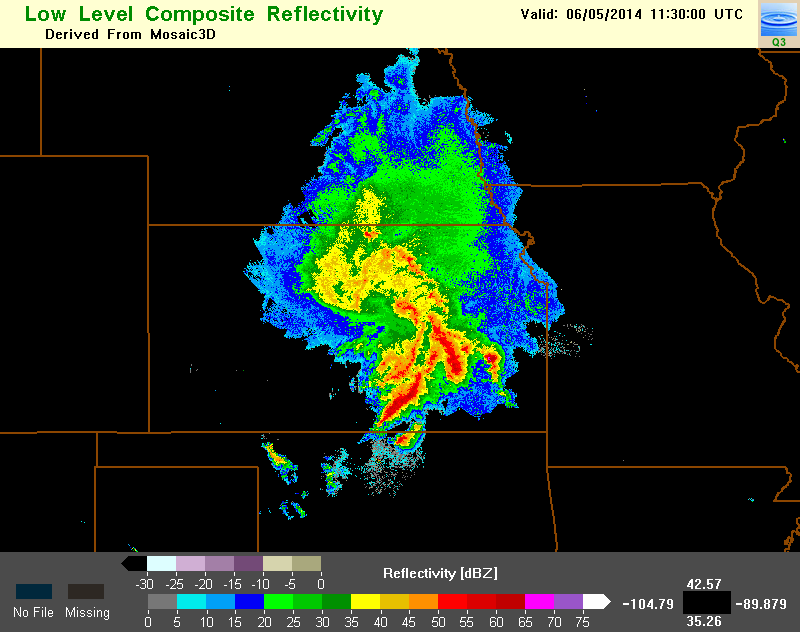 Low Level Composite Reflectivity
Valid: 06/05/2014 11:30:00 UTC
Derived From Mosaic3D
Q3
Reflectivity [dBZ]
-30 -25 -20 -15 -10 -5 0
42.57
No File Missing
-104.79 -89.879
0 5 10 15 20 25 30 35 40 45 50 55 60 65 70 75
35.26